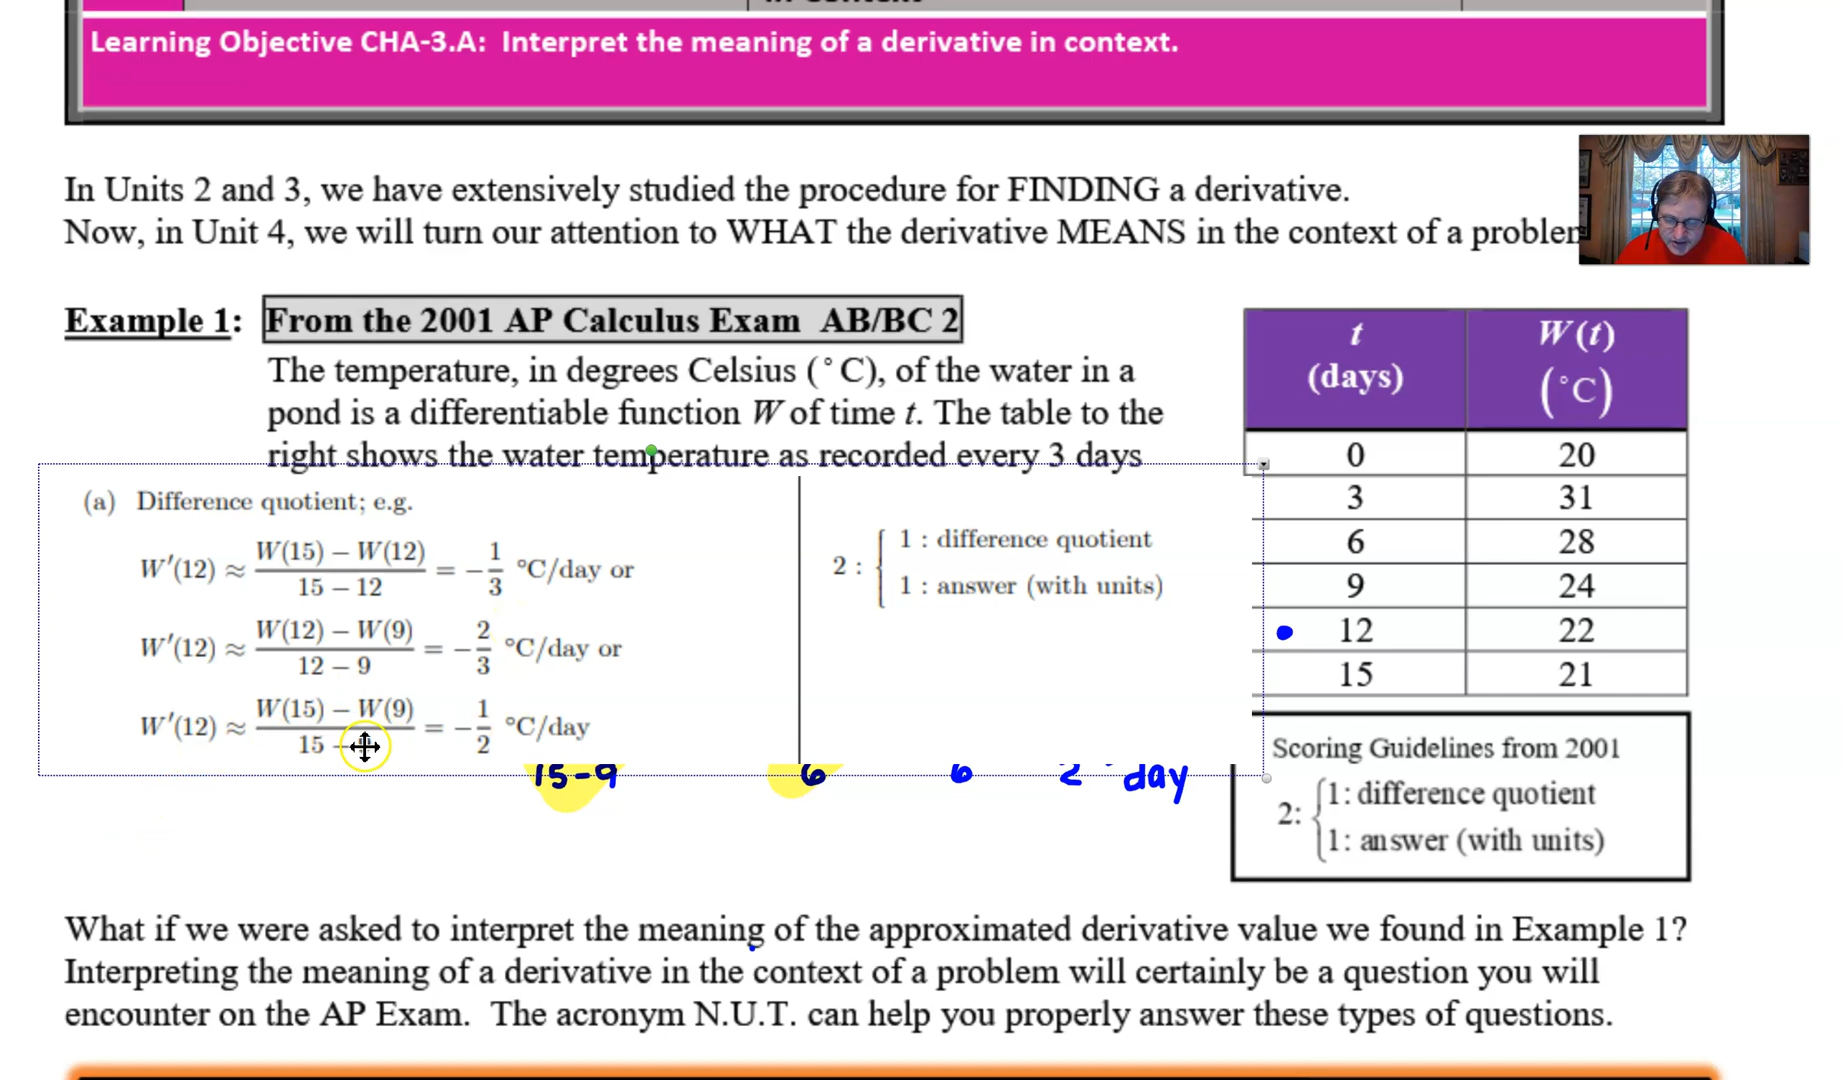 Learning Objective CHA-3.A: Interpret the meaning of a derivative in context.
In Units 2 and 3, we have extensively studied the procedure for FINDING a derivative.
Now, in Unit 4, we will turn our attention to WHAT the derivative MEANS in the context of a problem
Example 1: From the 2001 AP Calculus Exam AB/BC 2
The temperature, in degrees Celsius (°C), of the water in a
pond is a differentiable function W of time t. The table to the
right shows the water temperature as recorded every 3 days
t (days) W(t) (°C)
0 20
3 31
6 28
9 24
12 22
15 21
(a) Difference quotient; e.g.
W′(12) ≈ W(15) − W(12) / 15 − 12 = −1/3 °C/day or
W′(12) ≈ W(12) − W(9) / 12 − 9 = −2/3 °C/day or
W′(12) ≈ W(15) − W(9) / 15 − = −1/2 °C/day
2 : { 1 : difference quotient
1 : answer (with units)
15-9 6 6 2 day
Scoring Guidelines from 2001
2: { 1: difference quotient
1: answer (with units)
What if we were asked to interpret the meaning of the approximated derivative value we found in Example 1?
Interpreting the meaning of a derivative in the context of a problem will certainly be a question you will
encounter on the AP Exam. The acronym N.U.T. can help you properly answer these types of questions.